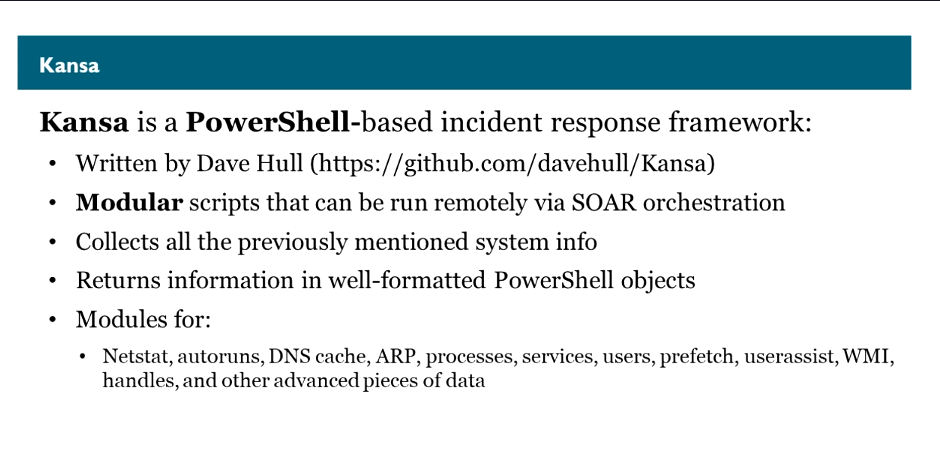 Kansa
Kansa is a PowerShell-based incident response framework:
• Written by Dave Hull (https://github.com/davehull/Kansa)
• Modular scripts that can be run remotely via SOAR orchestration
• Collects all the previously mentioned system info
• Returns information in well-formatted PowerShell objects
• Modules for:
• Netstat, autoruns, DNS cache, ARP, processes, services, users, prefetch, userassist, WMI,
handles, and other advanced pieces of data